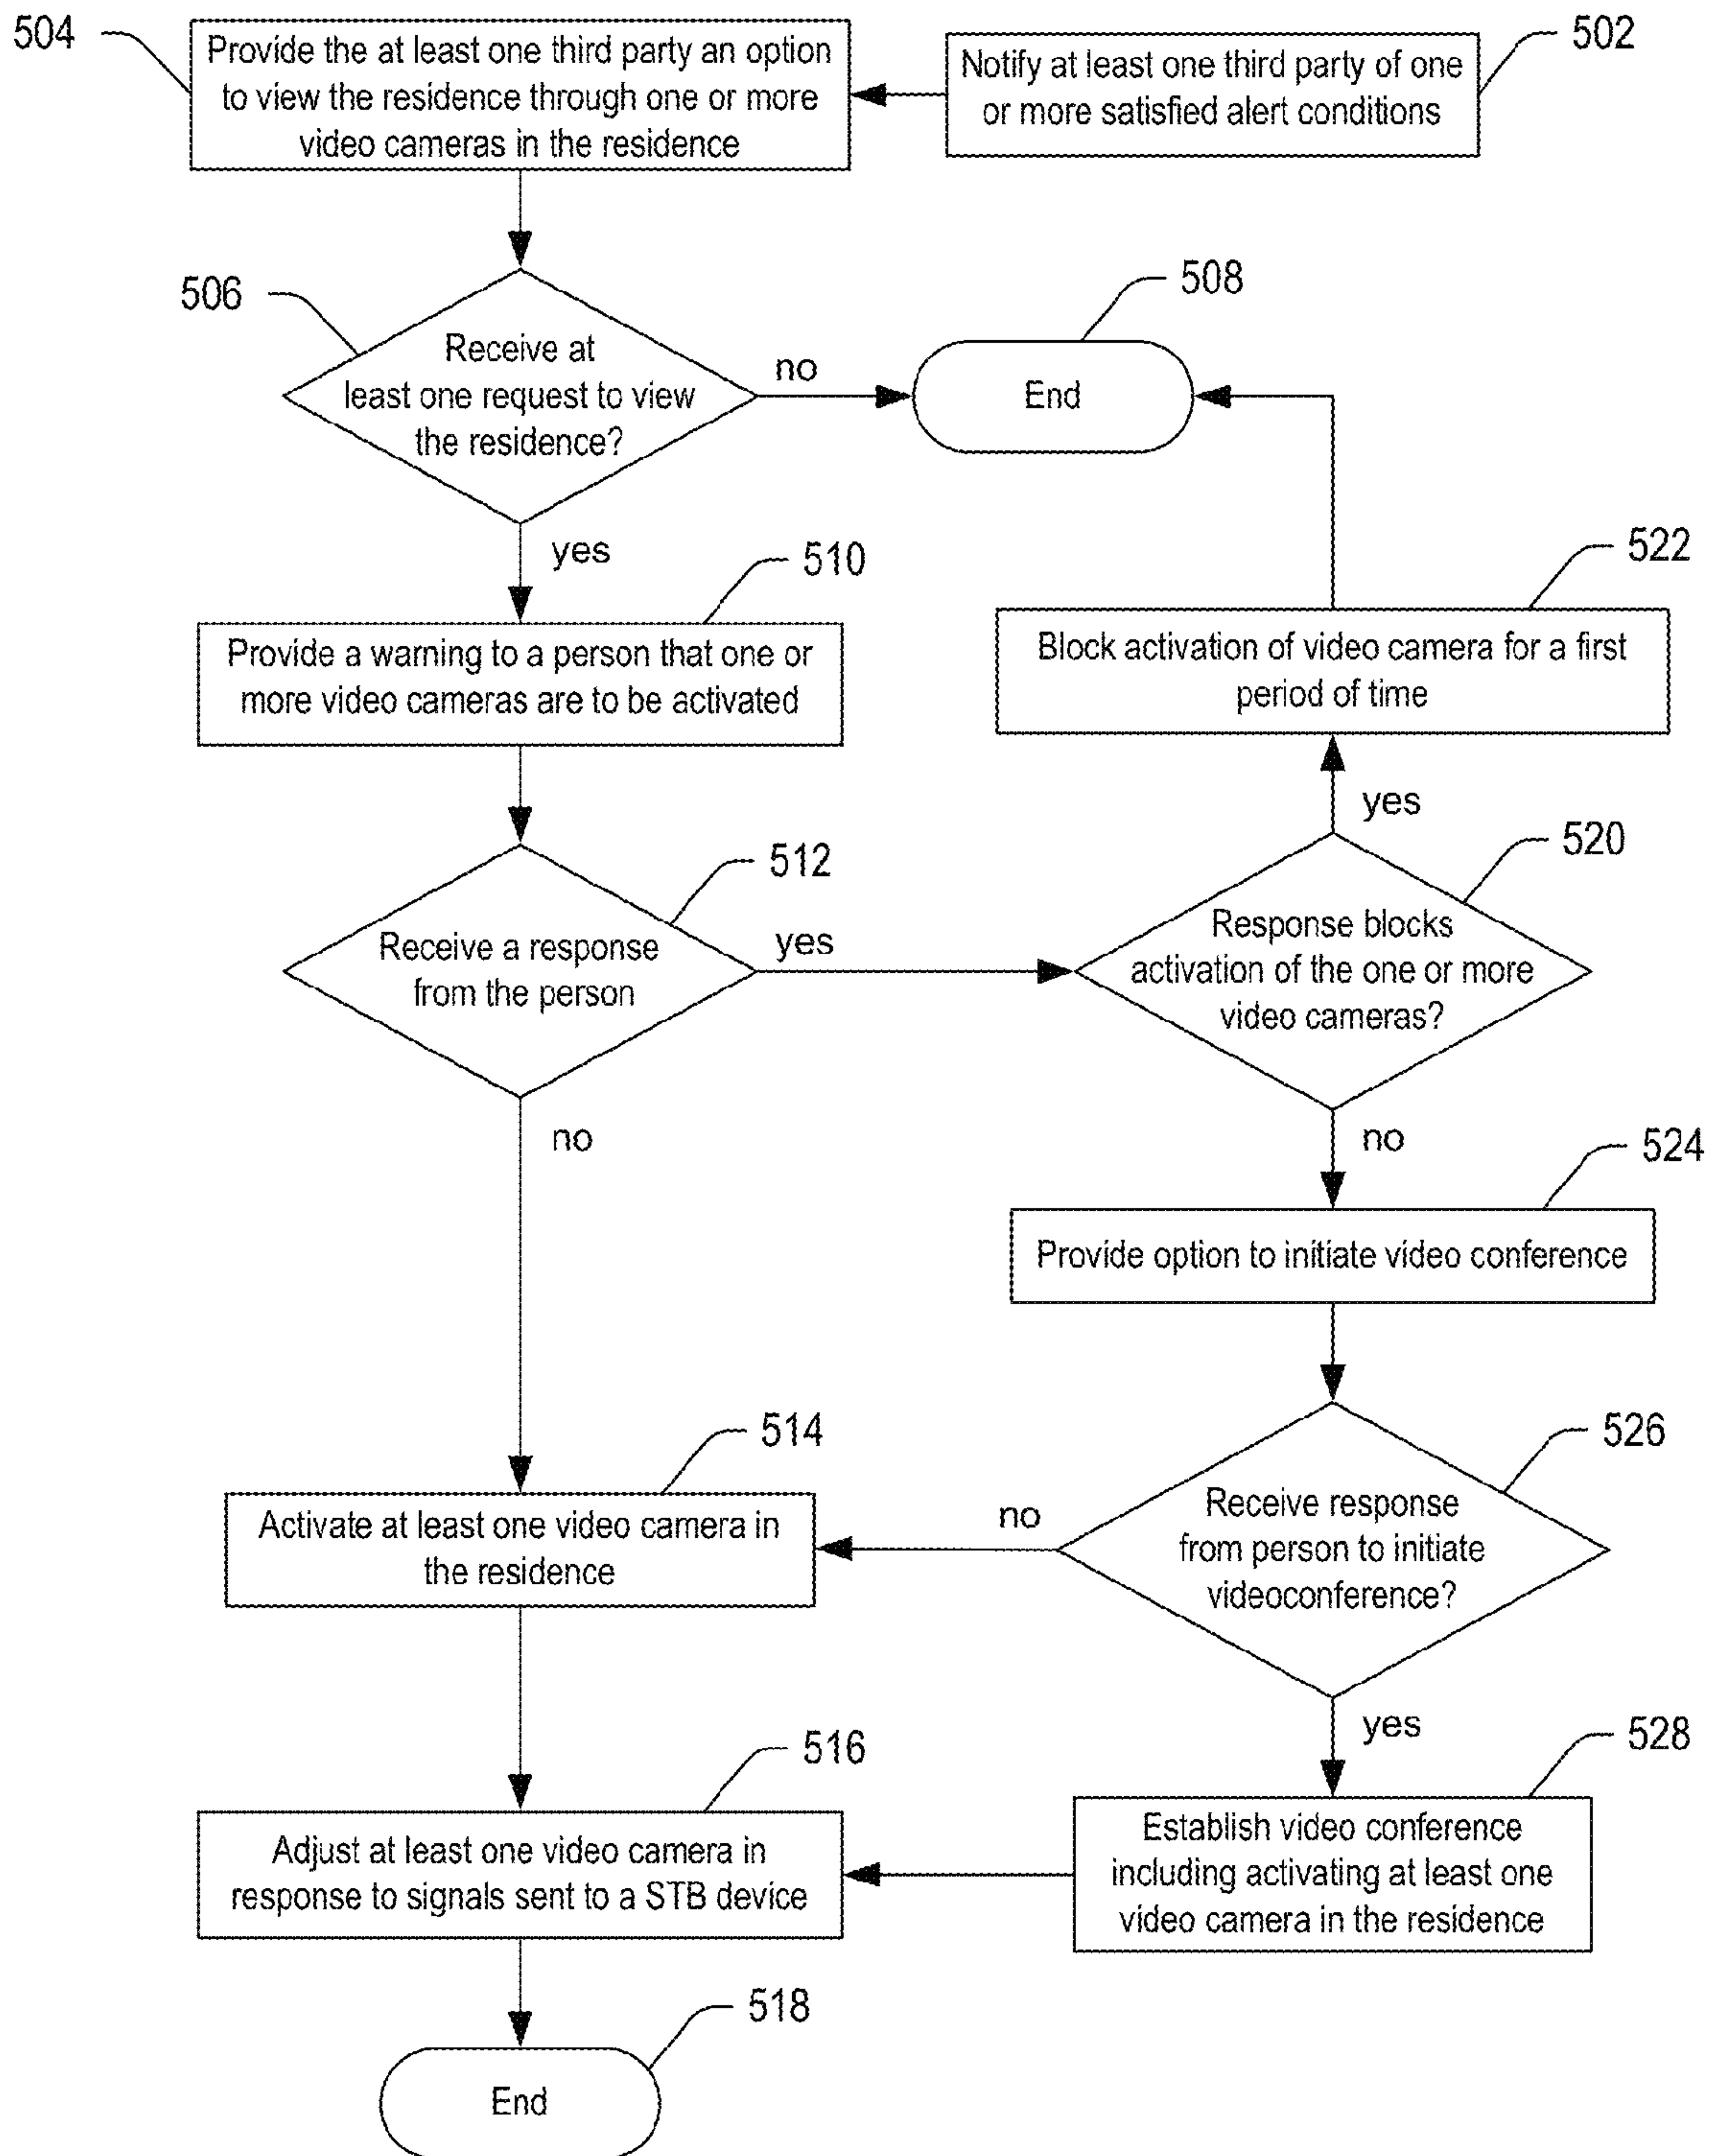 504
Provide the at least one third party an option
to view the residence through one or more
video cameras in the residence
502
Notify at least one third party of one
or more satisfied alert conditions
506
Receive at
least one request to view
the residence?
no
508
End
yes
510
Provide a warning to a person that one or
more video cameras are to be activated
522
Block activation of video camera for a first
period of time
yes
512
Receive a response
from the person
yes
520
Response blocks
activation of the one or more
video cameras?
no
no
524
Provide option to initiate video conference
514
Activate at least one video camera in
the residence
no
526
Receive response
from person to initiate
videoconference?
yes
516
Adjust at least one video camera in
response to signals sent to a STB device
528
Establish video conference
including activating at least one
video camera in the residence
518
End